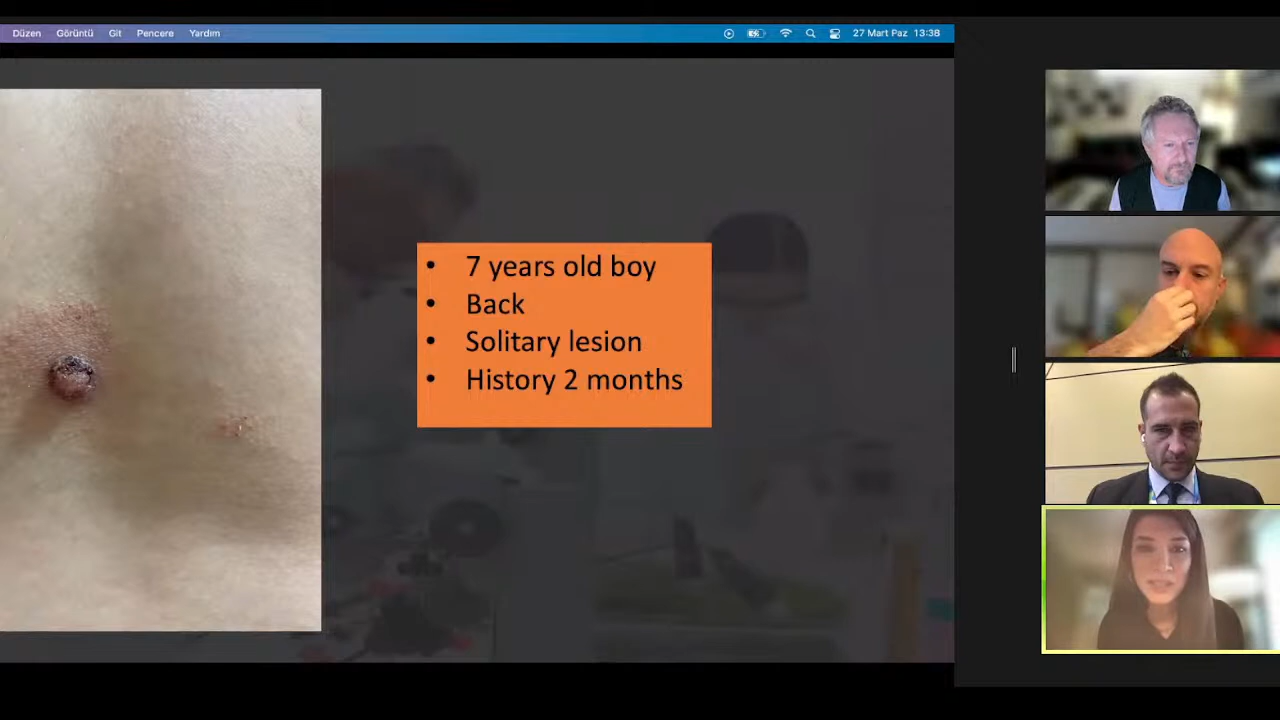 Düzen Görüntü Git Pencere Yardım 27 Mart Paz 13:38
• 7 years old boy
• Back
• Solitary lesion
• History 2 months